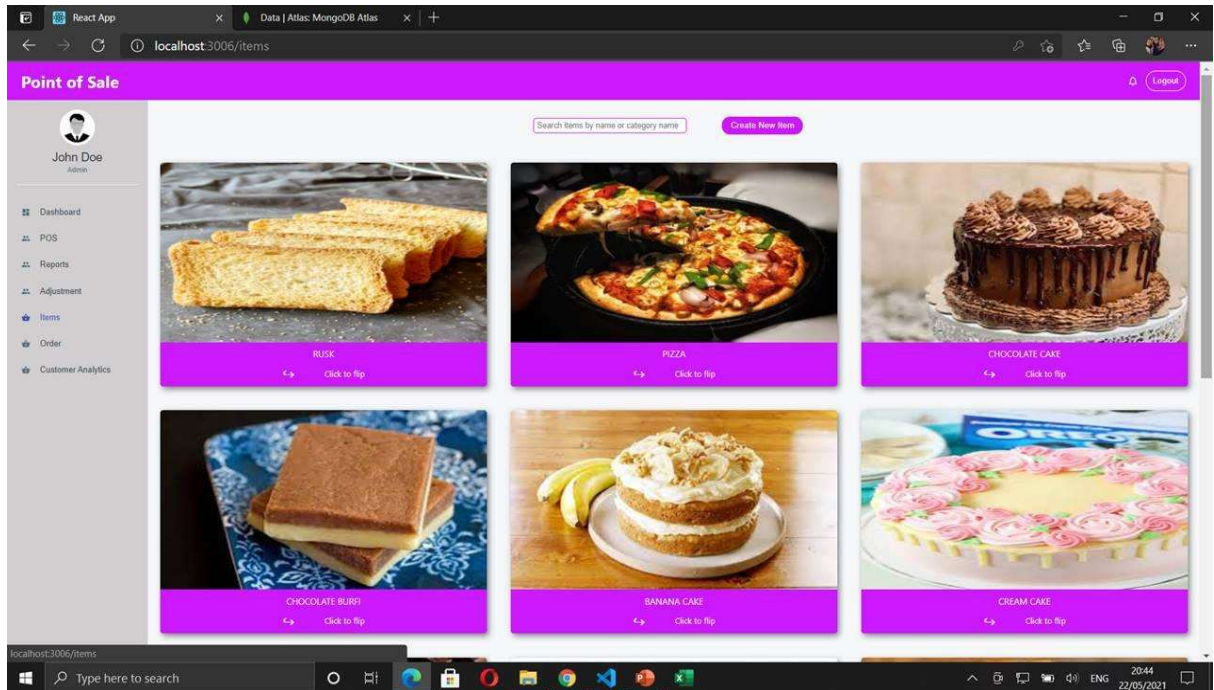 React App
Data | Atlas: MongoDB Atlas
localhost:3006/items
Point of Sale
Logout
John Doe
Admin
Search Items by name or category name
Create New Item
Dashboard
POS
Reports
Adjustment
Items
Order
Customer Analytics
RUSK
Click to flip
PIZZA
Click to flip
CHOCOLATE CAKE
Click to flip
CHOCOLATE BURFI
Click to flip
BANANA CAKE
Click to flip
OREO
CREAM CAKE
Click to flip
localhost:3006/items
Type here to search
ENG
20:44
22/05/2021